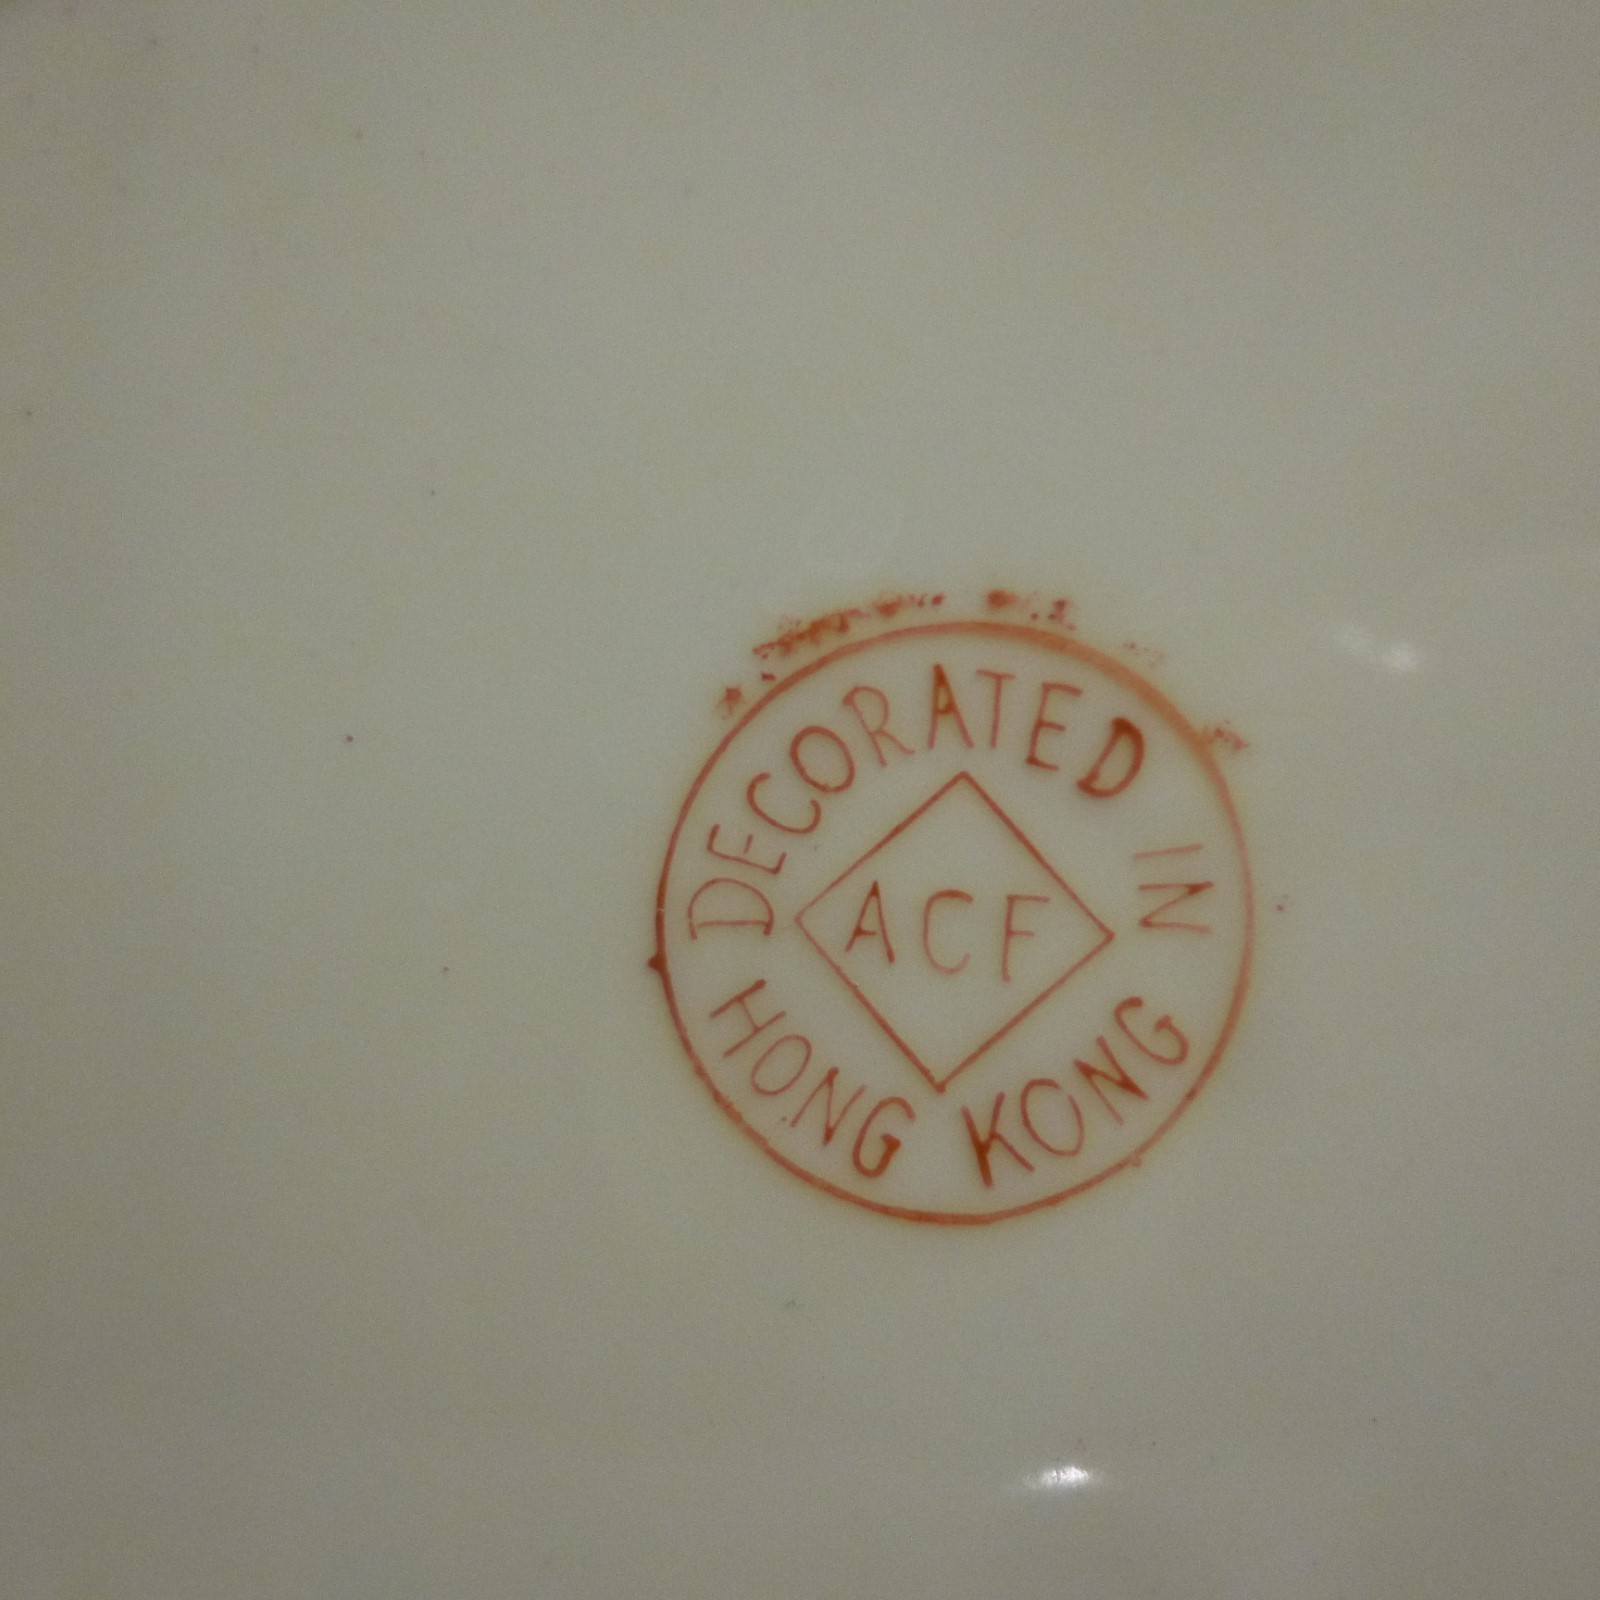 DECORATED IN
HONG KONG
ACF